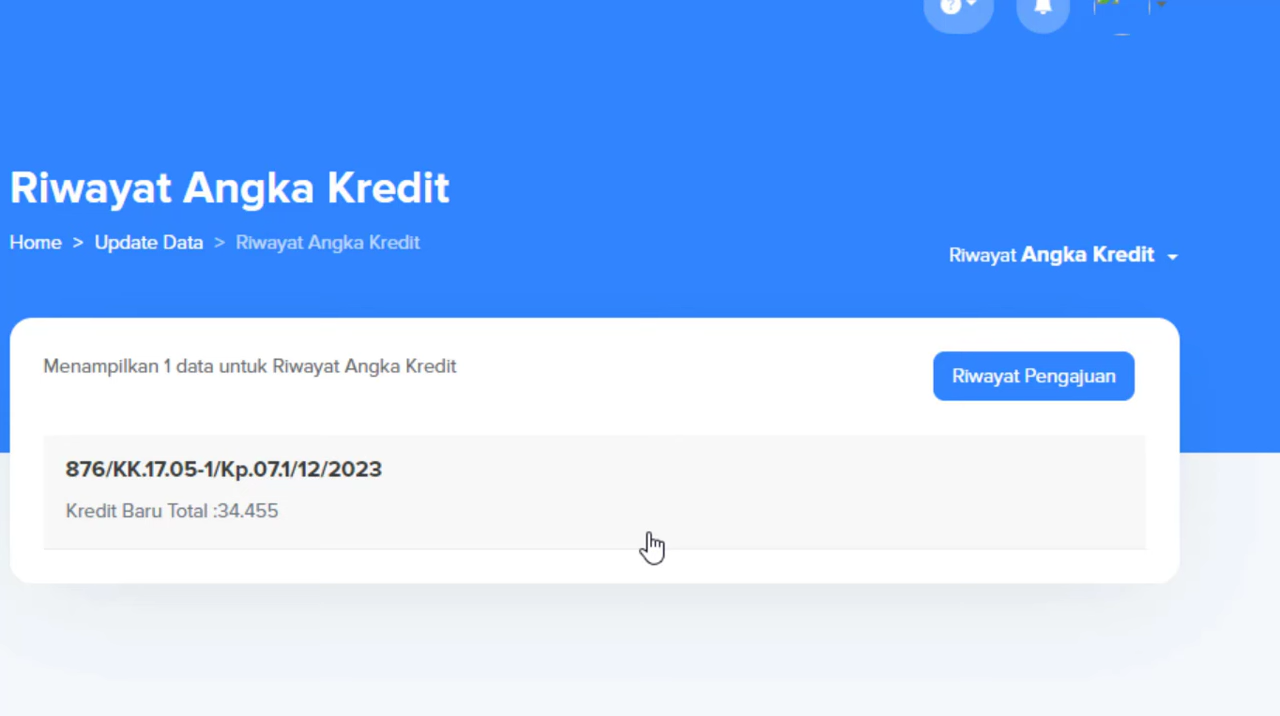 Riwayat Angka Kredit
Home > Update Data > Riwayat Angka Kredit
Riwayat Angka Kredit
Menampilkan 1 data untuk Riwayat Angka Kredit
Riwayat Pengajuan
876/KK.17.05-1/Kp.07.1/12/2023
Kredit Baru Total :34.455